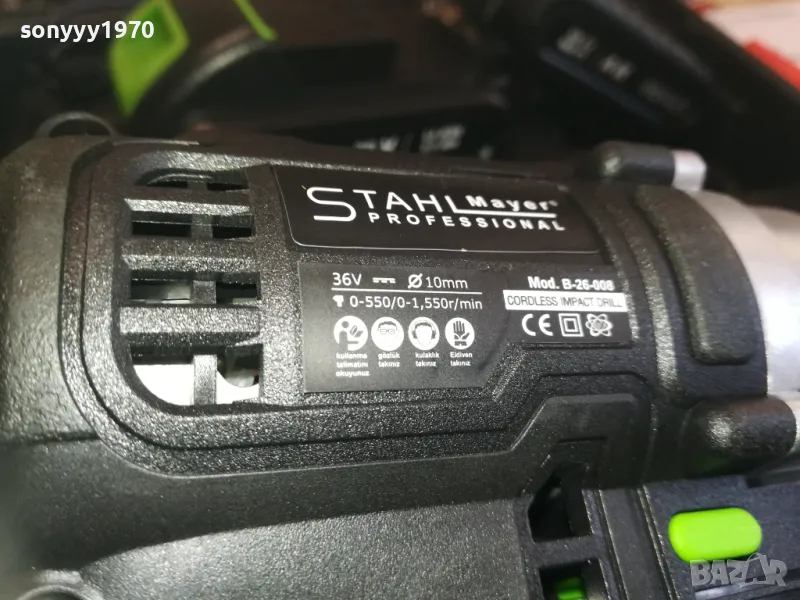 sonyyy1970
STAHL Mayer®
PROFESSIONAL
36V ⎓ Ø10mm
0-550/0-1,550r/min
Mod. B-26-008
CORDLESS IMPACT DRILL
CE
kullanma talimatını okuyunuz
gözlük takınız
kulaklık takınız
Eldiven takınız
BAZAR